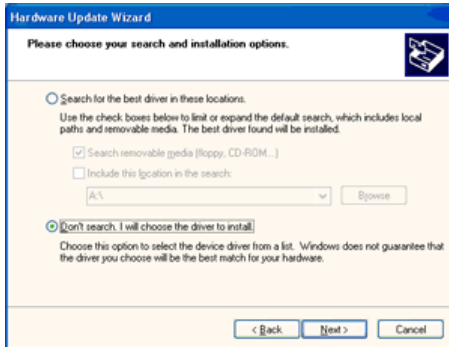 Hardware Update Wizard
Please choose your search and installation options.
Search for the best driver in these locations.
Use the check boxes below to limit or expand the default search, which includes local
paths and removable media. The best driver found will be installed.
Search removable media (floppy, CD-ROM...)
Include this location in the search:
A:\
Browse
Don't search. I will choose the driver to install.
Choose this option to select the device driver from a list. Windows does not guarantee that
the driver you choose will be the best match for your hardware.
< Back
Next >
Cancel